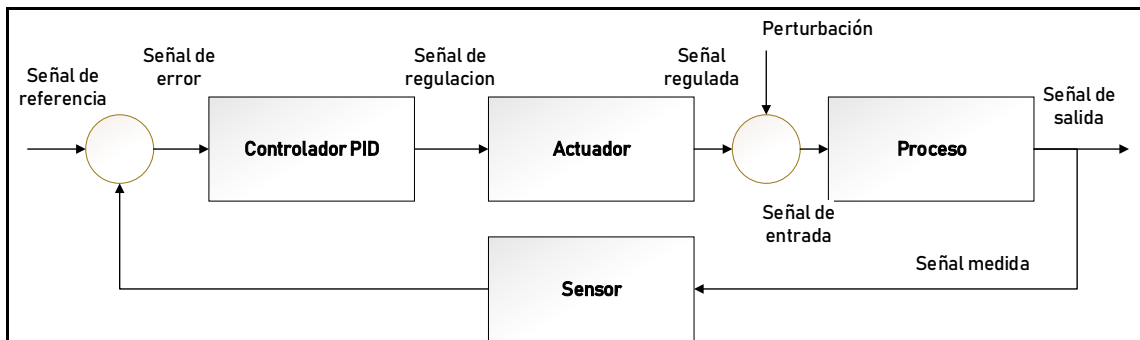 Perturbación
Señal de
referencia
Señal de
error
Señal de
regulacion
Señal
regulada
Señal de
salida
Controlador PID
Actuador
Proceso
Señal de
entrada
Señal medida
Sensor